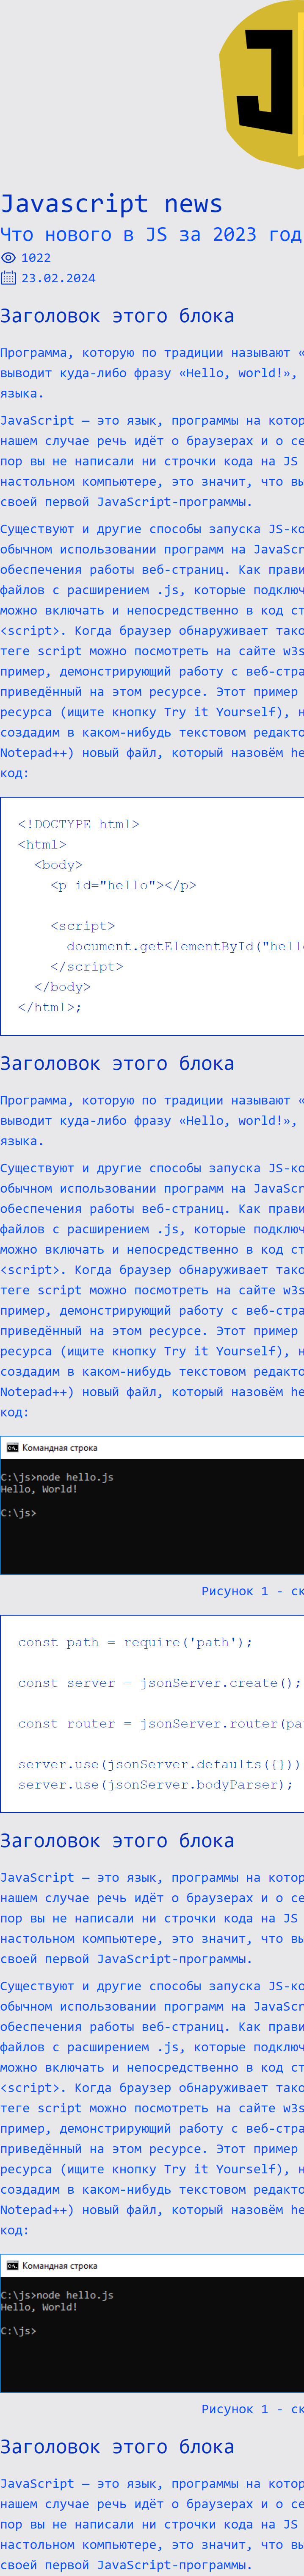 J
Javascript news
Что нового в JS за 2023 год
1022
23.02.2024
Заголовок этого блока
Программа, которую по традиции называют «
выводит куда-либо фразу «Hello, world!»,
языка.
JavaScript — это язык, программы на котор
нашем случае речь идёт о браузерах и о се
пор вы не написали ни строчки кода на JS
настольном компьютере, это значит, что вы
своей первой JavaScript-программы.
Существуют и другие способы запуска JS-ко
обычном использовании программ на JavaScr
обеспечения работы веб-страниц. Как прави
файлов с расширением .js, которые подключ
можно включать и непосредственно в код ст
<script>. Когда браузер обнаруживает тако
теге script можно посмотреть на сайте w3s
пример, демонстрирующий работу с веб-стра
приведённый на этом ресурсе. Этот пример
ресурса (ищите кнопку Try it Yourself), н
создадим в каком-нибудь текстовом редакто
Notepad++) новый файл, который назовём he
код:
<!DOCTYPE html>
<html>
<body>
<p id="hello"></p>
<script>
document.getElementById("hell
</script>
</body>
</html>;
Заголовок этого блока
Программа, которую по традиции называют «
выводит куда-либо фразу «Hello, world!»,
языка.
Существуют и другие способы запуска JS-ко
обычном использовании программ на JavaScr
обеспечения работы веб-страниц. Как прави
файлов с расширением .js, которые подключ
можно включать и непосредственно в код ст
<script>. Когда браузер обнаруживает тако
теге script можно посмотреть на сайте w3s
пример, демонстрирующий работу с веб-стра
приведённый на этом ресурсе. Этот пример
ресурса (ищите кнопку Try it Yourself), н
создадим в каком-нибудь текстовом редакто
Notepad++) новый файл, который назовём he
код:
Командная строка
C:\js>node hello.js
Hello, World!
C:\js>
Рисунок 1 - ск
const path = require('path');
const server = jsonServer.create();
const router = jsonServer.router(pa
server.use(jsonServer.defaults({}))
server.use(jsonServer.bodyParser);
Заголовок этого блока
JavaScript — это язык, программы на котор
нашем случае речь идёт о браузерах и о се
пор вы не написали ни строчки кода на JS
настольном компьютере, это значит, что вы
своей первой JavaScript-программы.
Существуют и другие способы запуска JS-ко
обычном использовании программ на JavaScr
обеспечения работы веб-страниц. Как прави
файлов с расширением .js, которые подключ
можно включать и непосредственно в код ст
<script>. Когда браузер обнаруживает тако
теге script можно посмотреть на сайте w3s
пример, демонстрирующий работу с веб-стра
приведённый на этом ресурсе. Этот пример
ресурса (ищите кнопку Try it Yourself), н
создадим в каком-нибудь текстовом редакто
Notepad++) новый файл, который назовём he
код:
Командная строка
C:\js>node hello.js
Hello, World!
C:\js>
Рисунок 1 - ск
Заголовок этого блока
JavaScript — это язык, программы на котор
нашем случае речь идёт о браузерах и о се
пор вы не написали ни строчки кода на JS
настольном компьютере, это значит, что вы
своей первой JavaScript-программы.